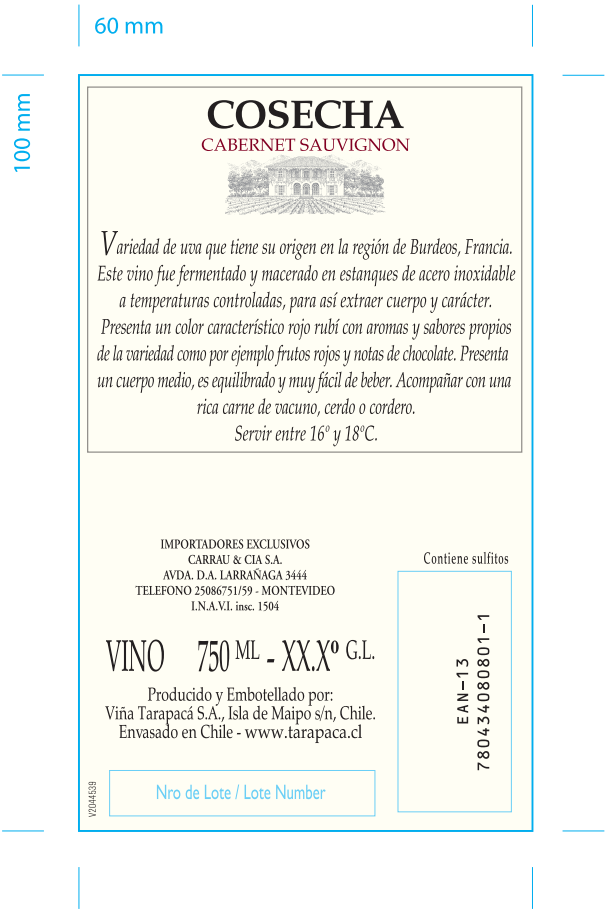 60 mm
100 mm
COSECHA
CABERNET SAUVIGNON
Variedad de uva que tiene su origen en la región de Burdeos, Francia.
Este vino fue fermentado y macerado en estanques de acero inoxidable
a temperaturas controladas, para así extraer cuerpo y carácter.
Presenta un color característico rojo rubí con aromas y sabores propios
de la variedad como por ejemplo frutos rojos y notas de chocolate. Presenta
un cuerpo medio, es equilibrado y muy fácil de beber. Acompañar con una
rica carne de vacuno, cerdo o cordero.
Servir entre 16º y 18ºC.
IMPORTADORES EXCLUSIVOS
CARRAU & CIA S.A.
AVDA. D.A. LARRAÑAGA 3444
TELEFONO 25086751/59 - MONTEVIDEO
I.N.A.V.I. insc. 1504
Contiene sulfitos
VINO 750 ML - XX.Xº G.L.
Producido y Embotellado por:
Viña Tarapacá S.A., Isla de Maipo s/n, Chile.
Envasado en Chile - www.tarapaca.cl
EAN-13
780434080801-1
V2044539
Nro de Lote / Lote Number